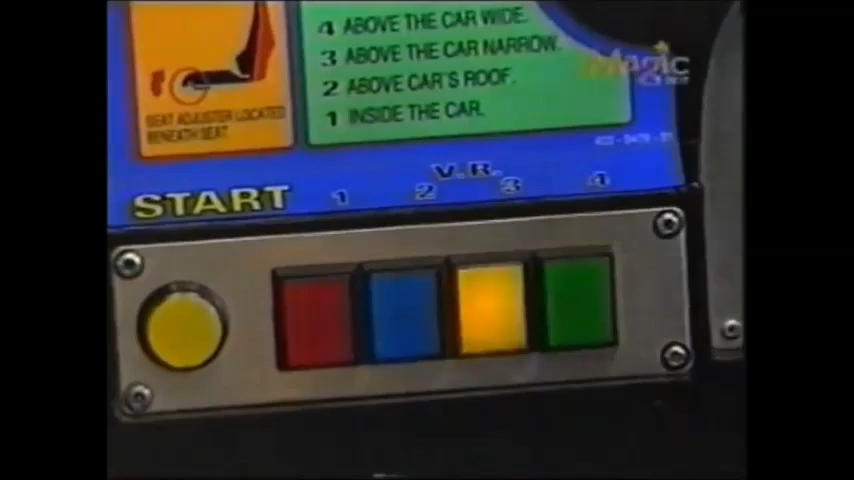 4 ABOVE THE CAR WIDE.
3 ABOVE THE CAR NARROW.
2 ABOVE CAR'S ROOF.
1 INSIDE THE CAR.
SEAT ADJUSTER LOCATED
BENEATH SEAT.
MAGIC
V.R.
START 1 2 3 4